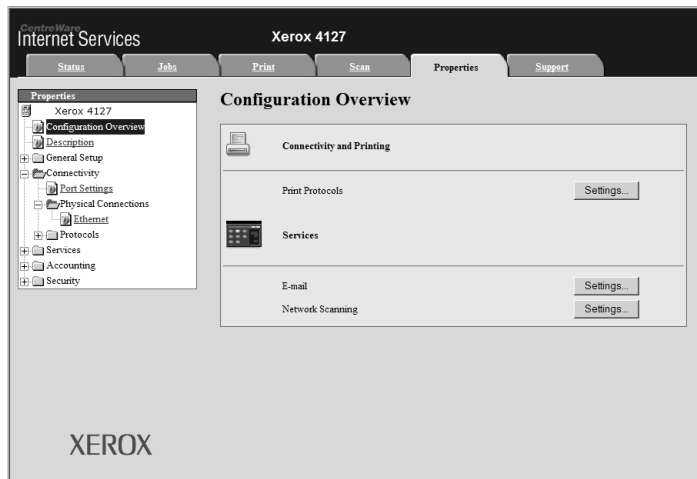 CentreWare
Internet Services
Xerox 4127
Status
Jobs
Print
Scan
Properties
Support
Properties
Xerox 4127
Configuration Overview
Description
General Setup
Connectivity
Port Settings
Physical Connections
Ethernet
Protocols
Services
Accounting
Security
Configuration Overview
Connectivity and Printing
Print Protocols
Settings...
Services
E-mail
Settings...
Network Scanning
Settings...
XEROX